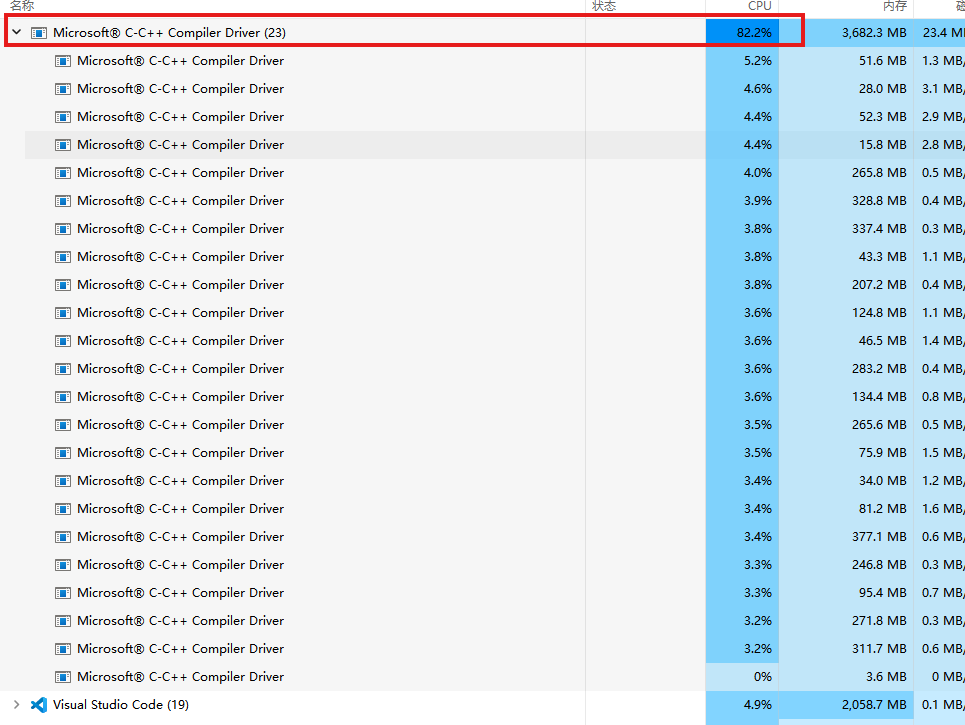 名称 状态 CPU 内存
Microsoft® C-C++ Compiler Driver (23) 82.2% 3,682.3 MB 23.4 M
Microsoft® C-C++ Compiler Driver 5.2% 51.6 MB 1.3 MB/
Microsoft® C-C++ Compiler Driver 4.6% 28.0 MB 3.1 MB/
Microsoft® C-C++ Compiler Driver 4.4% 52.3 MB 2.9 MB/
Microsoft® C-C++ Compiler Driver 4.4% 15.8 MB 2.8 MB/
Microsoft® C-C++ Compiler Driver 4.0% 265.8 MB 0.5 MB/
Microsoft® C-C++ Compiler Driver 3.9% 328.8 MB 0.4 MB/
Microsoft® C-C++ Compiler Driver 3.8% 337.4 MB 0.3 MB/
Microsoft® C-C++ Compiler Driver 3.8% 43.3 MB 1.1 MB/
Microsoft® C-C++ Compiler Driver 3.8% 207.2 MB 0.4 MB/
Microsoft® C-C++ Compiler Driver 3.6% 124.8 MB 1.1 MB/
Microsoft® C-C++ Compiler Driver 3.6% 46.5 MB 1.4 MB/
Microsoft® C-C++ Compiler Driver 3.6% 283.2 MB 0.4 MB/
Microsoft® C-C++ Compiler Driver 3.6% 134.4 MB 0.8 MB/
Microsoft® C-C++ Compiler Driver 3.5% 265.6 MB 0.5 MB/
Microsoft® C-C++ Compiler Driver 3.5% 75.9 MB 1.5 MB/
Microsoft® C-C++ Compiler Driver 3.4% 34.0 MB 1.2 MB/
Microsoft® C-C++ Compiler Driver 3.4% 81.2 MB 1.6 MB/
Microsoft® C-C++ Compiler Driver 3.4% 377.1 MB 0.6 MB/
Microsoft® C-C++ Compiler Driver 3.3% 246.8 MB 0.3 MB/
Microsoft® C-C++ Compiler Driver 3.3% 95.4 MB 0.7 MB/
Microsoft® C-C++ Compiler Driver 3.2% 271.8 MB 0.3 MB/
Microsoft® C-C++ Compiler Driver 3.2% 311.7 MB 0.6 MB/
Microsoft® C-C++ Compiler Driver 0% 3.6 MB 0 MB/
Visual Studio Code (19) 4.9% 2,058.7 MB 0.1 MB/